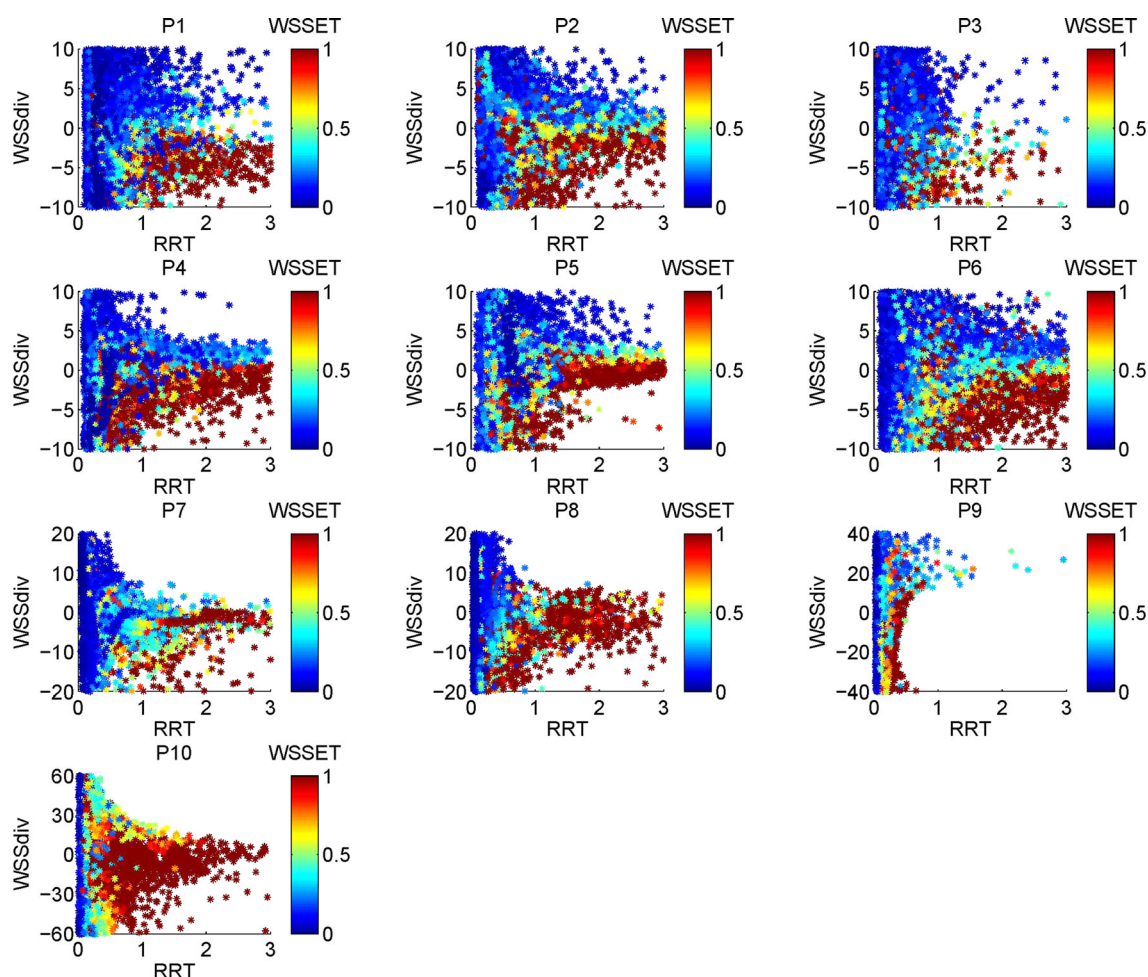 P1 WSSET P2 WSSET P3 WSSET
10 1 10 1 10 1
5 5 5
WSSdiv 0 0.5 WSSdiv 0 0.5 WSSdiv 0 0.5
−5 −5 −5
−10 0 −10 0 −10 0
0 1 2 3 0 1 2 3 0 1 2 3
RRT RRT RRT
P4 WSSET P5 WSSET P6 WSSET
10 1 10 1 10 1
5 5 5
WSSdiv 0 0.5 WSSdiv 0 0.5 WSSdiv 0 0.5
−5 −5 −5
−10 0 −10 0 −10 0
0 1 2 3 0 1 2 3 0 1 2 3
RRT RRT RRT
P7 WSSET P8 WSSET P9 WSSET
20 1 20 1 40 1
10 10 20
WSSdiv 0 0.5 WSSdiv 0 0.5 WSSdiv 0 0.5
−10 −10 −20
−20 0 20 0 −40 0
0 1 2 3 0 1 2 3 0 1 2 3
RRT RRT RRT
P10 WSSET
60 1
30
WSSdiv 0 0.5
−30
−60 0
0 1 2 3
RRT